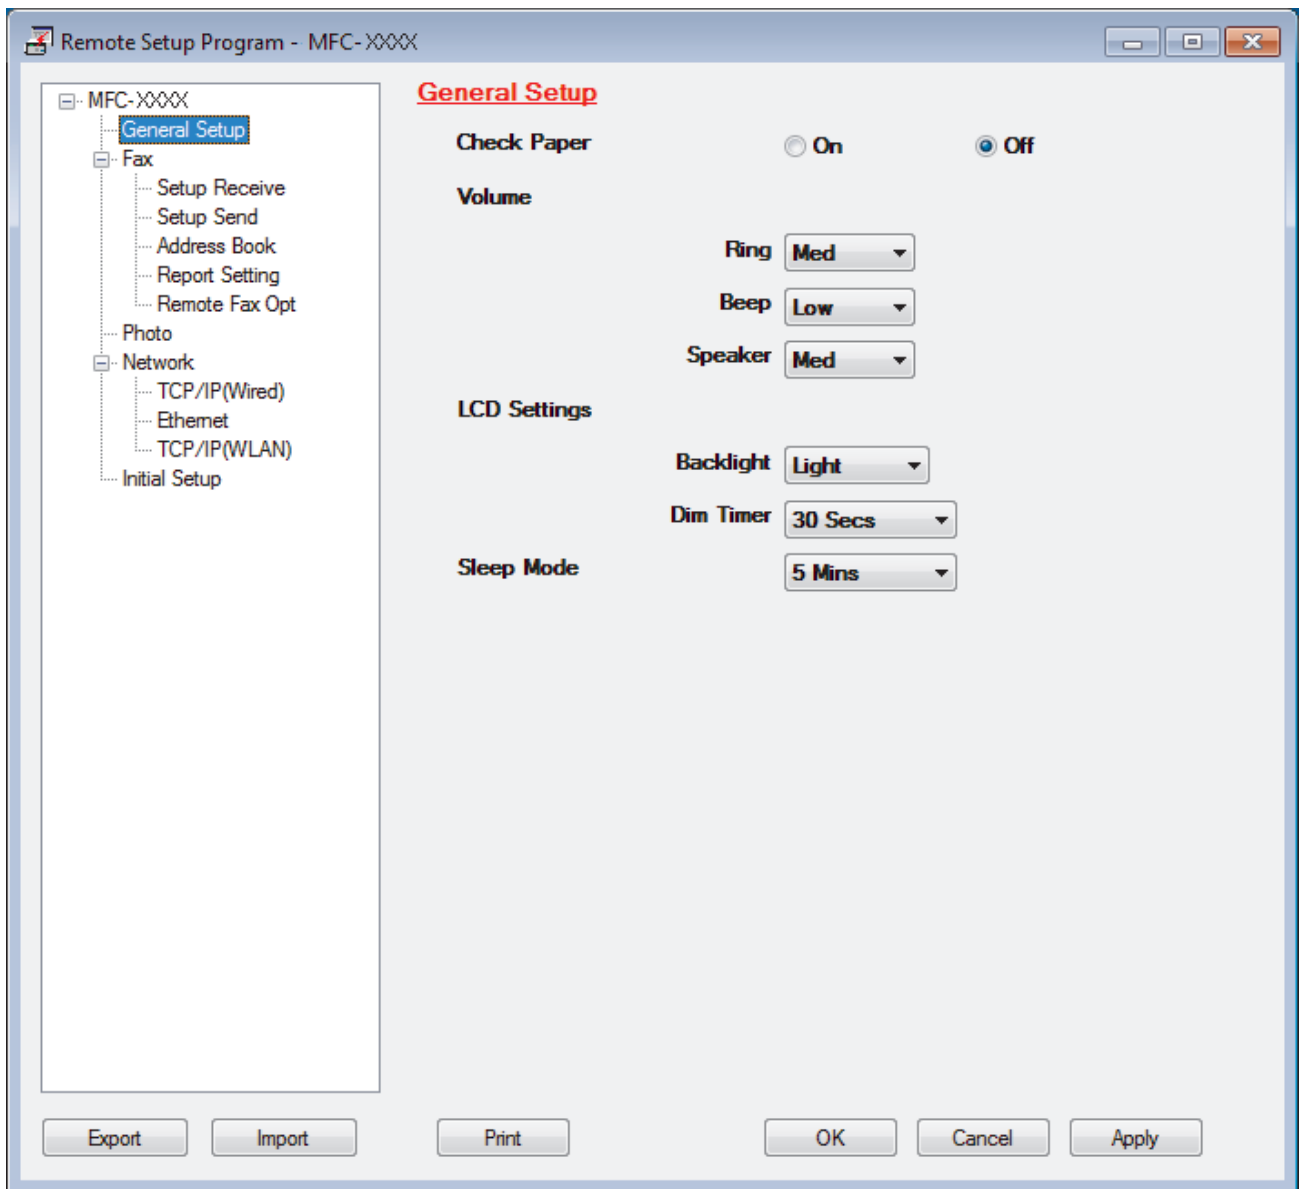 Remote Setup Program - MFC-XXXX
MFC-XXXX
General Setup
Fax
Setup Receive
Setup Send
Address Book
Report Setting
Remote Fax Opt
Photo
Network
TCP/IP(Wired)
Ethernet
TCP/IP(WLAN)
Initial Setup
General Setup
Check Paper On Off
Volume
Ring Med
Beep Low
Speaker Med
LCD Settings
Backlight Light
Dim Timer 30 Secs
Sleep Mode 5 Mins
Export Import Print OK Cancel Apply